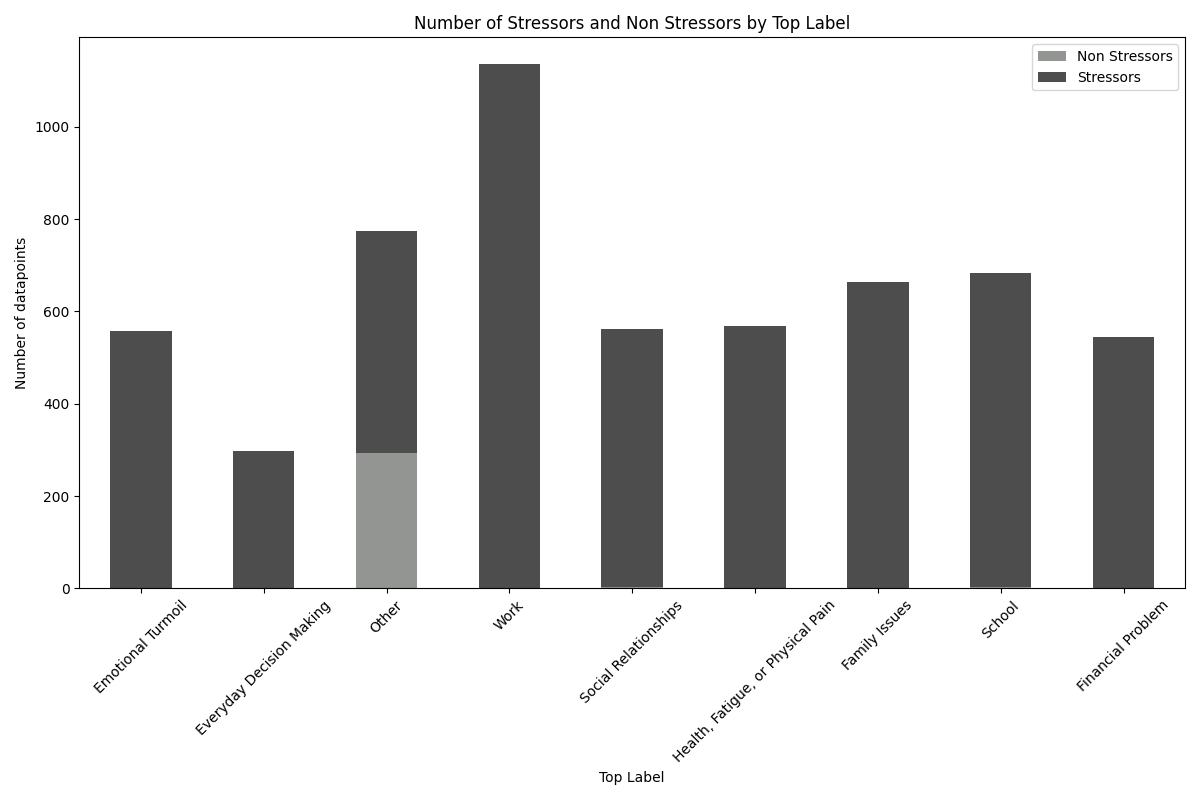 Number of Stressors and Non Stressors by Top Label
Non Stressors
Stressors
Number of datapoints
1000
800
600
400
200
0
Emotional Turmoil
Everyday Decision Making
Other
Work
Social Relationships
Health, Fatigue, or Physical Pain
Family Issues
School
Financial Problem
Top Label